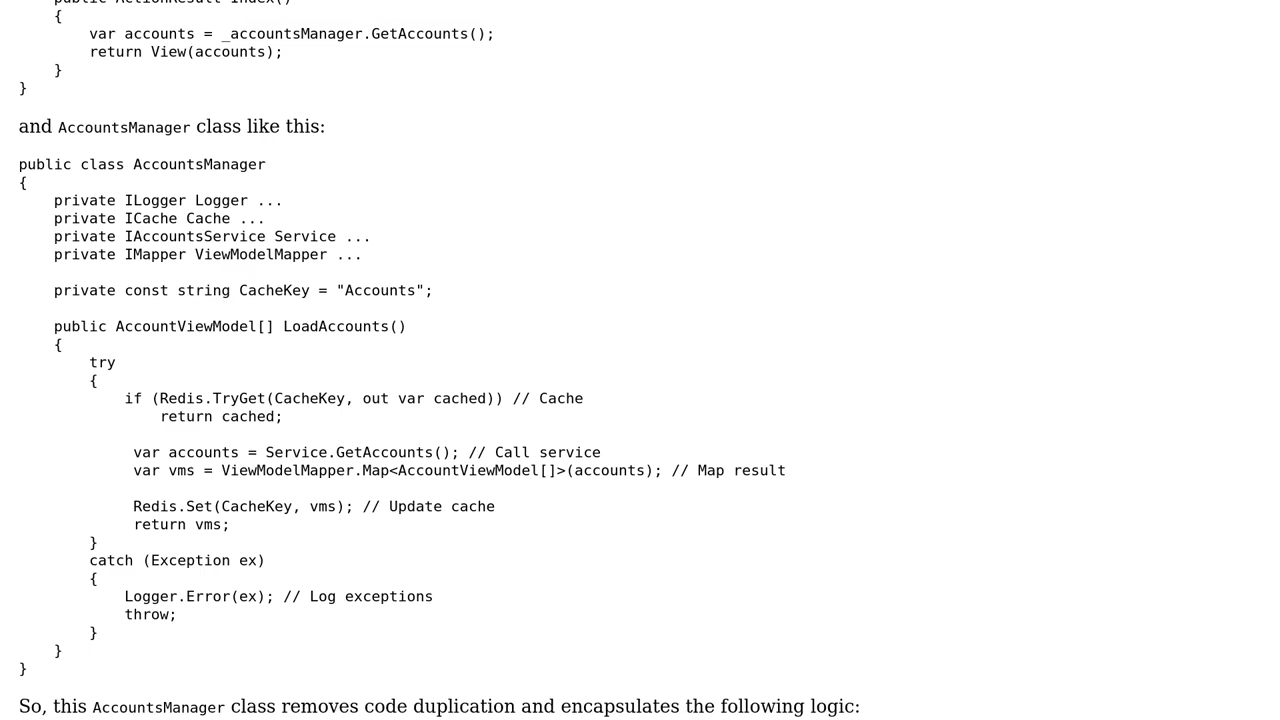 public ActionResult Index()
    {
        var accounts = _accountsManager.GetAccounts();
        return View(accounts);
    }
}
and AccountsManager class like this:
public class AccountsManager
{
    private ILogger Logger ...
    private ICache Cache ...
    private IAccountsService Service ...
    private IMapper ViewModelMapper ...

    private const string CacheKey = "Accounts";

    public AccountViewModel[] LoadAccounts()
    {
        try
        {
            if (Redis.TryGet(CacheKey, out var cached)) // Cache
                return cached;

             var accounts = Service.GetAccounts(); // Call service
             var vms = ViewModelMapper.Map<AccountViewModel[]>(accounts); // Map result

             Redis.Set(CacheKey, vms); // Update cache
             return vms;
        }
        catch (Exception ex)
        {
            Logger.Error(ex); // Log exceptions
            throw;
        }
    }
}
So, this AccountsManager class removes code duplication and encapsulates the following logic: